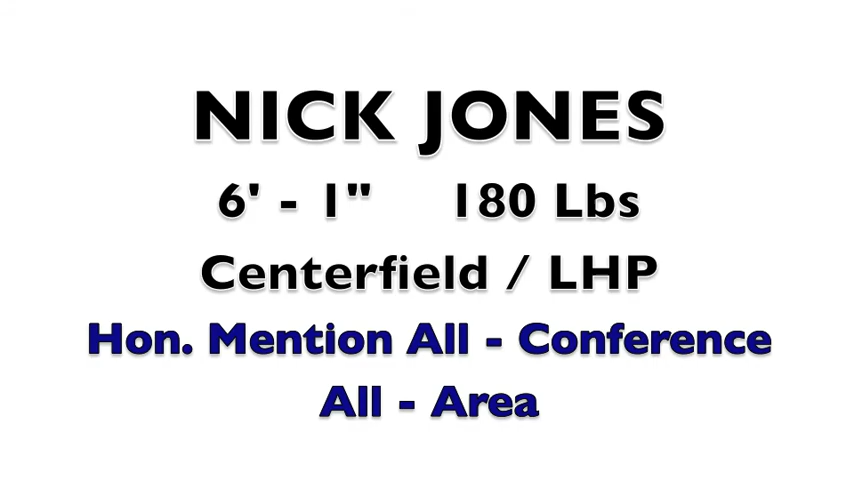 NICK JONES
6' - 1" 180 Lbs
Centerfield / LHP
Hon. Mention All - Conference
All - Area